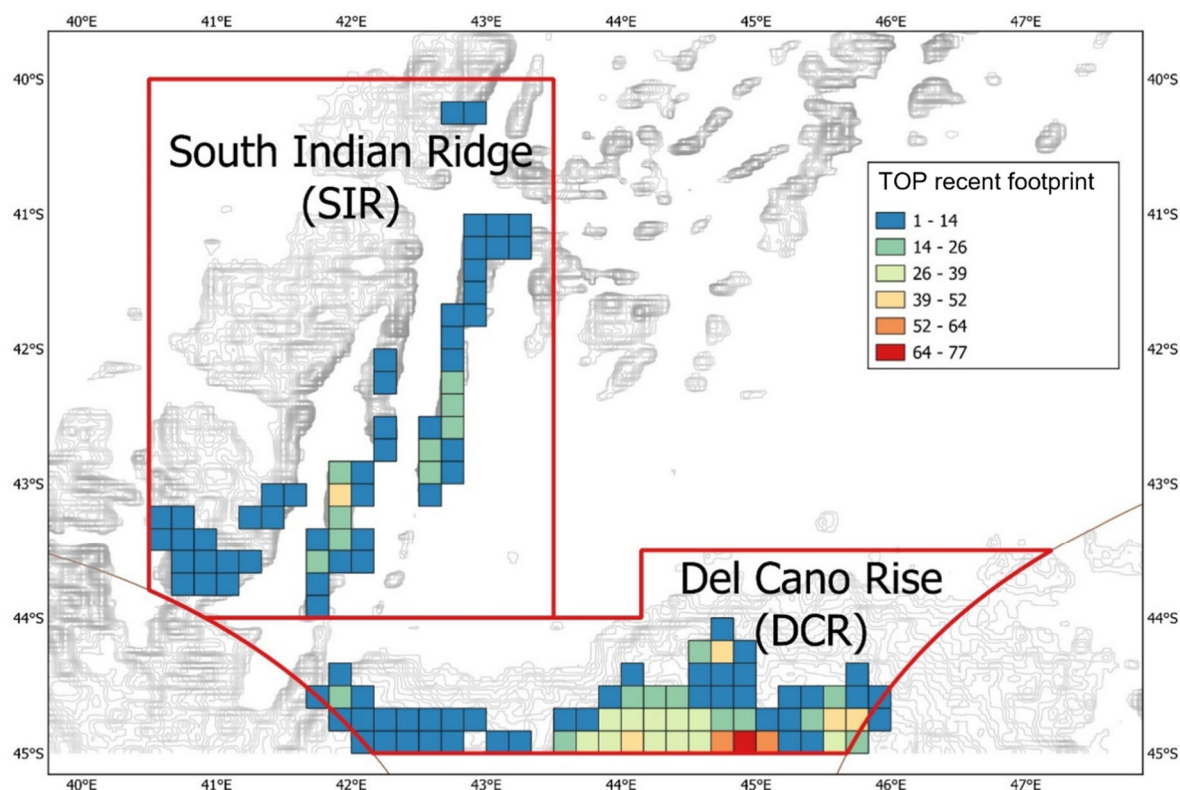 40°E 41°E 42°E 43°E 44°E 45°E 46°E 47°E
40°S 40°S
South Indian Ridge
(SIR)
TOP recent footprint
41°S 41°S
1 - 14
14 - 26
26 - 39
39 - 52
52 - 64
64 - 77
42°S 42°S
43°S 43°S
Del Cano Rise
(DCR)
44°S 44°S
45°S 45°S
40°E 41°E 42°E 43°E 44°E 45°E 46°E 47°E